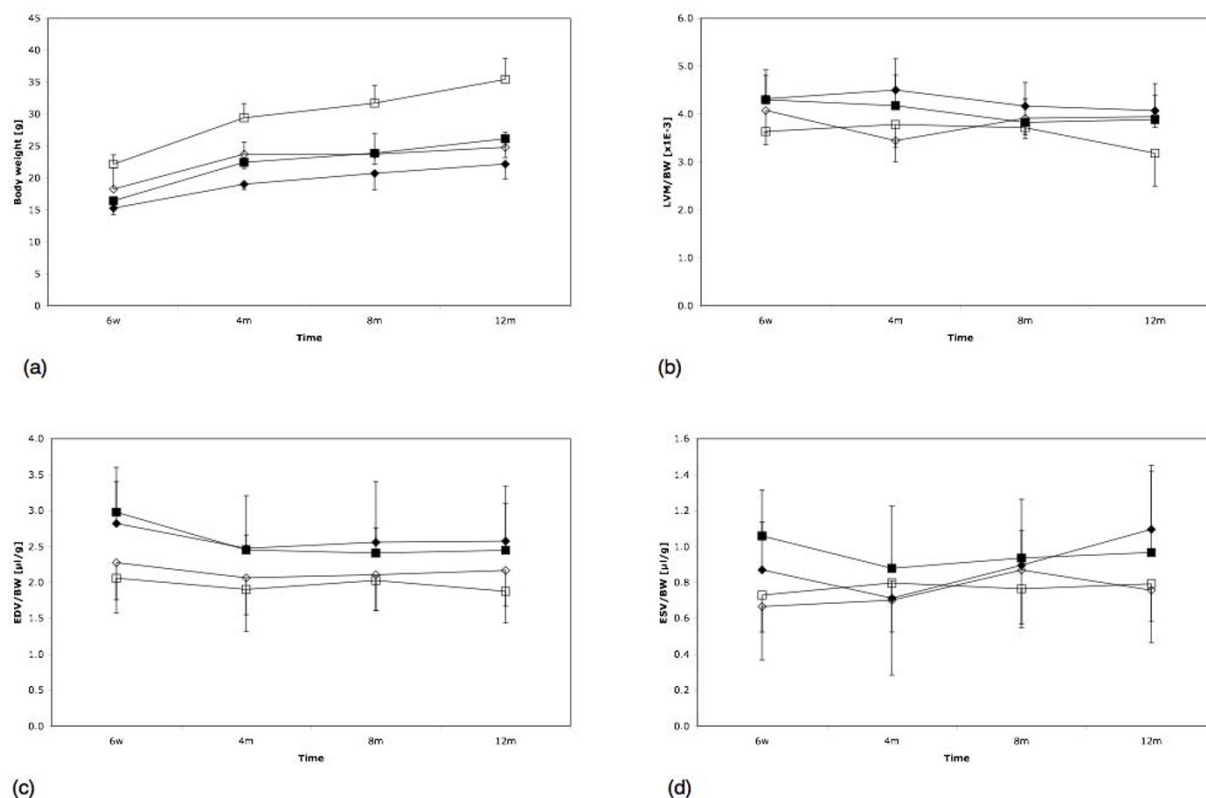 45
40
35
30
25
20
15
10
5
0
Body weight [g]
6w 4m 8m 12m
Time
(a)
6.0
5.0
4.0
3.0
2.0
1.0
0.0
LVM/BW [x1E-3]
6w 4m 8m 12m
Time
(b)
4.0
3.5
3.0
2.5
2.0
1.5
1.0
0.5
0.0
EDV/BW [µl/g]
6w 4m 8m 12m
Time
(c)
1.6
1.4
1.2
1.0
0.8
0.6
0.4
0.2
0.0
ESV/BW [µl/g]
6w 4m 8m 12m
Time
(d)